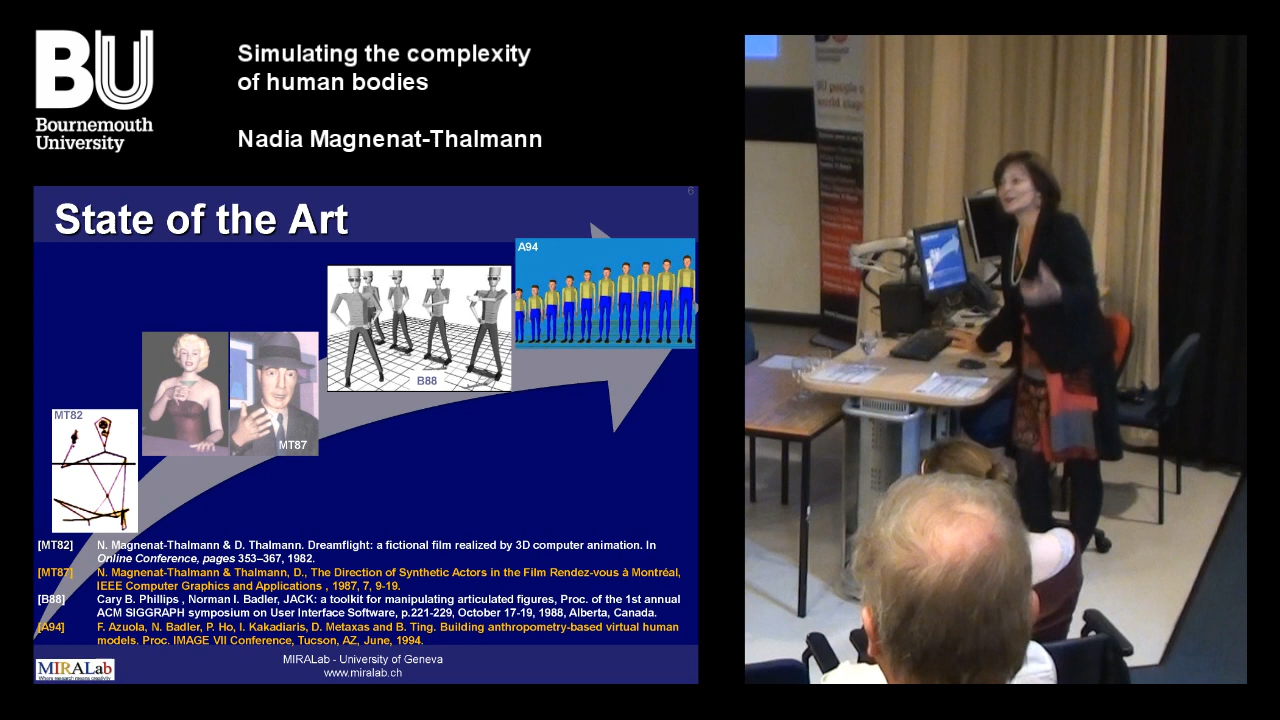 BU
Bournemouth
University
Simulating the complexity
of human bodies
Nadia Magnenat-Thalmann
6
State of the Art
A94
B88
MT87
MT82
[MT82] N. Magnenat-Thalmann & D. Thalmann. Dreamflight: a fictional film realized by 3D computer animation. In
Online Conference, pages 353–367, 1982.
[MT87] N. Magnenat-Thalmann & Thalmann, D., The Direction of Synthetic Actors in the Film Rendez-vous à Montréal,
IEEE Computer Graphics and Applications , 1987, 7, 9-19.
[B88] Cary B. Phillips , Norman I. Badler, JACK: a toolkit for manipulating articulated figures, Proc. of the 1st annual
ACM SIGGRAPH symposium on User Interface Software, p.221-229, October 17-19, 1988, Alberta, Canada.
[A94] F. Azuola, N. Badler, P. Ho, I. Kakadiaris, D. Metaxas and B. Ting. Building anthropometry-based virtual human
models. Proc. IMAGE VII Conference, Tucson, AZ, June, 1994.
MIRALab
MIRALab - University of Geneva
www.miralab.ch